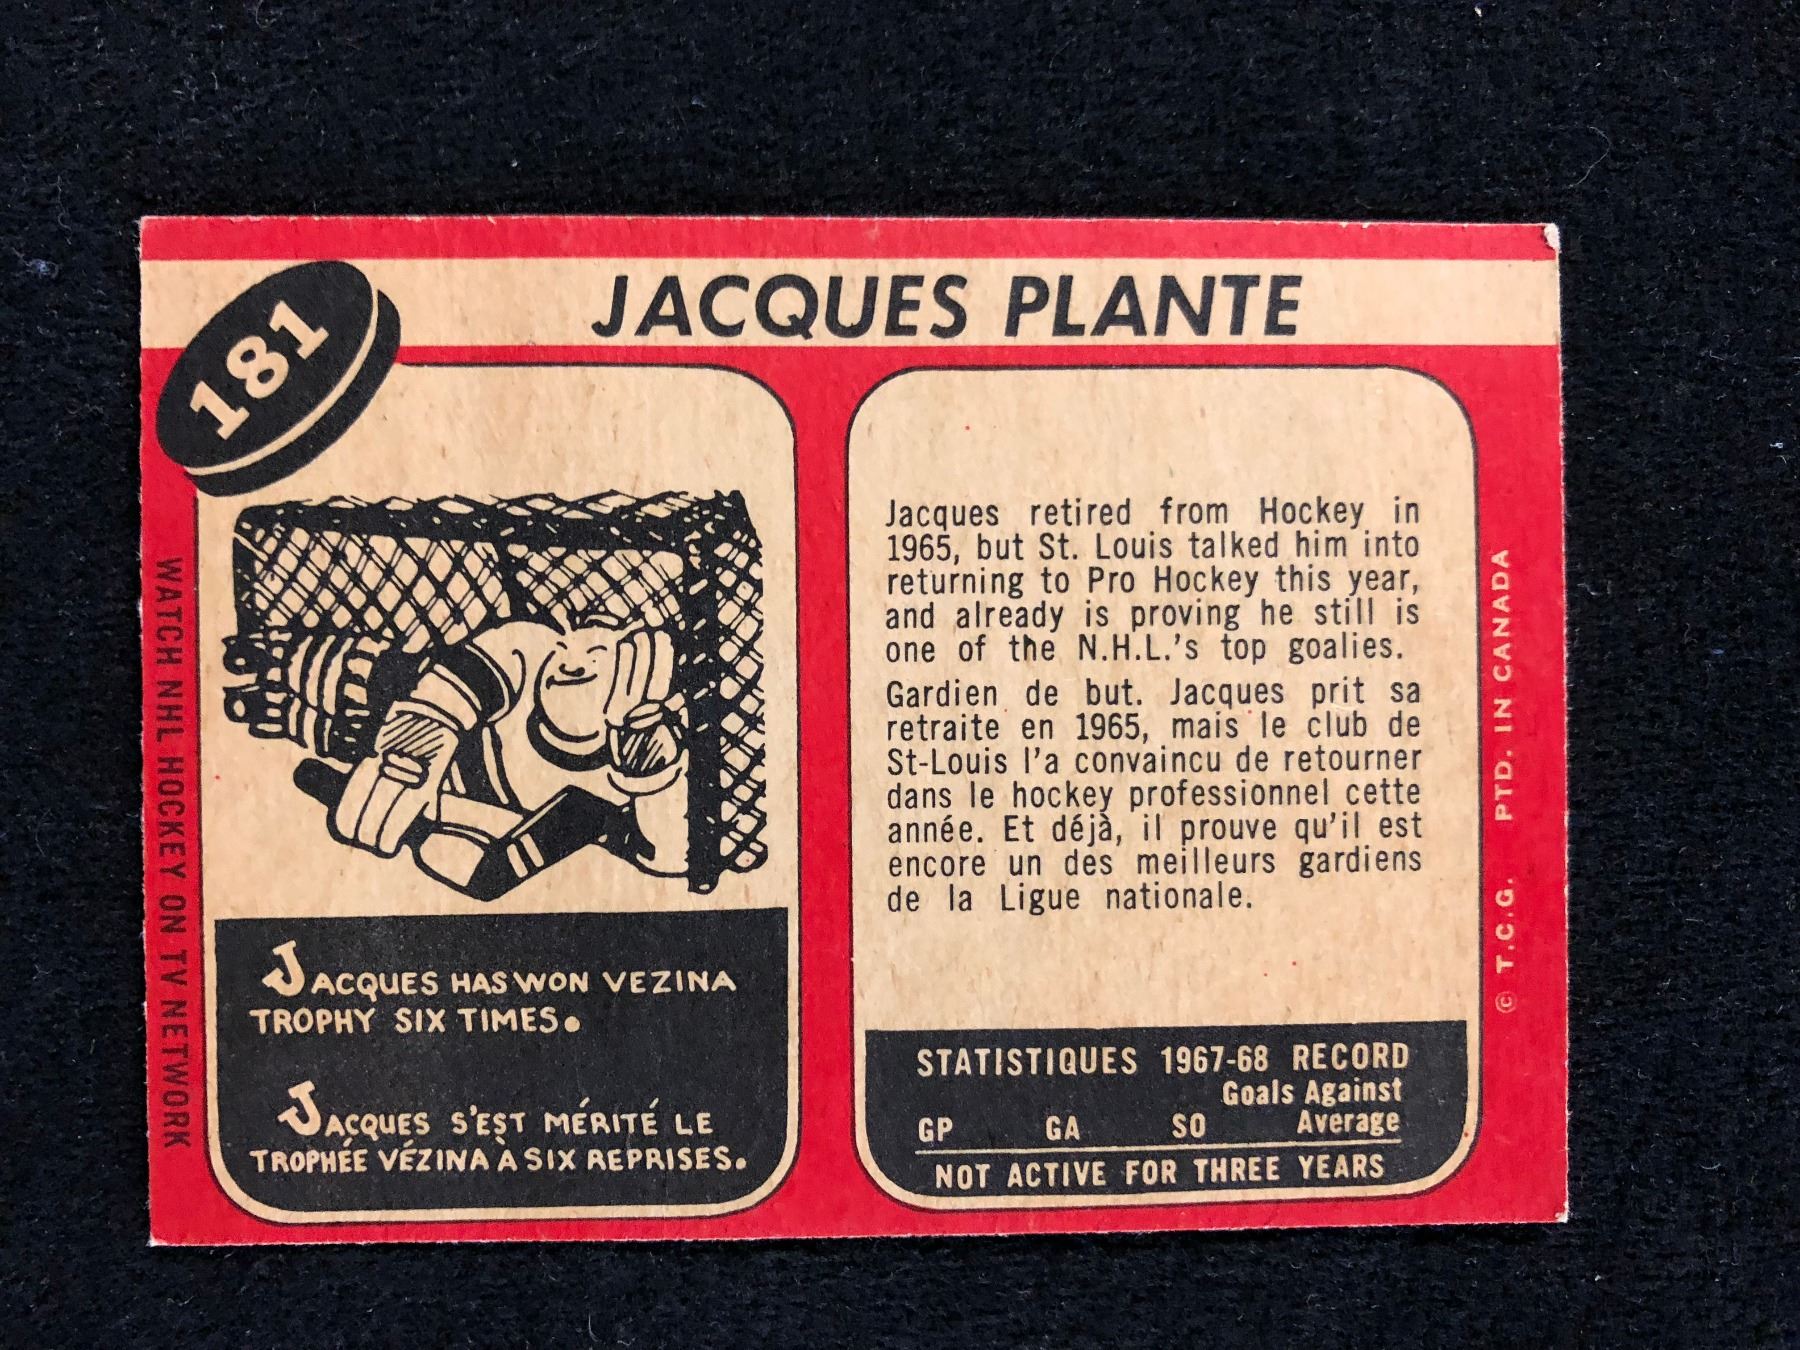 JACQUES PLANTE
181
JACQUES HAS WON VEZINA
TROPHY SIX TIMES.
JACQUES S'EST MÉRITÉ LE
TROPHÉE VÉZINA À SIX REPRISES.
Jacques retired from Hockey in
1965, but St. Louis talked him into
returning to Pro Hockey this year,
and already is proving he still is
one of the N.H.L.'s top goalies.
Gardien de but. Jacques prit sa
retraite en 1965, mais le club de
St-Louis l'a convaincu de retourner
dans le hockey professionnel cette
année. Et déjà, il prouve qu'il est
encore un des meilleurs gardiens
de la Ligue nationale.
STATISTIQUES 1967-68 RECORD
Goals Against
GP GA SO Average
NOT ACTIVE FOR THREE YEARS
WATCH NHL HOCKEY ON TV NETWORK
© T.C.G. PTD. IN CANADA